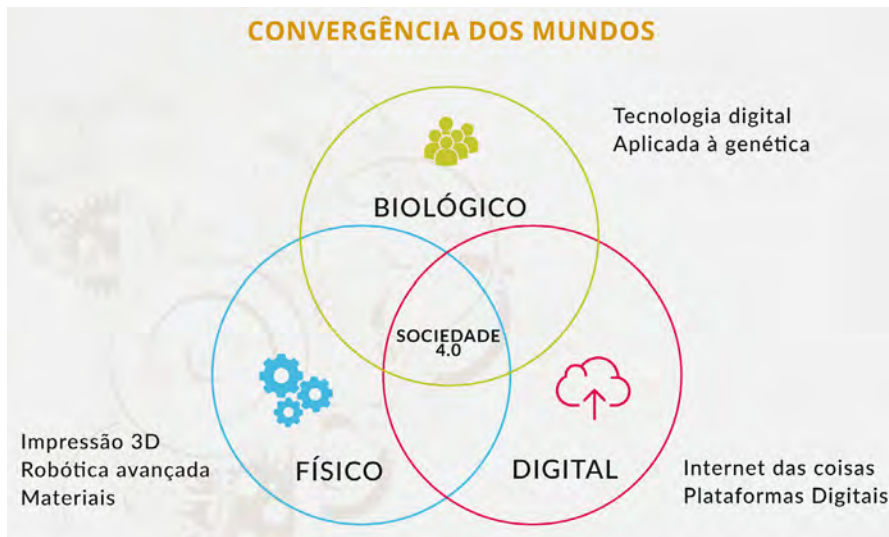 CONVERGÊNCIA DOS MUNDOS
Tecnologia digital
Aplicada à genética
BIOLÓGICO
SOCIEDADE
4.0
Impressão 3D
Robótica avançada
Materiais
FÍSICO
DIGITAL
Internet das coisas
Plataformas Digitais